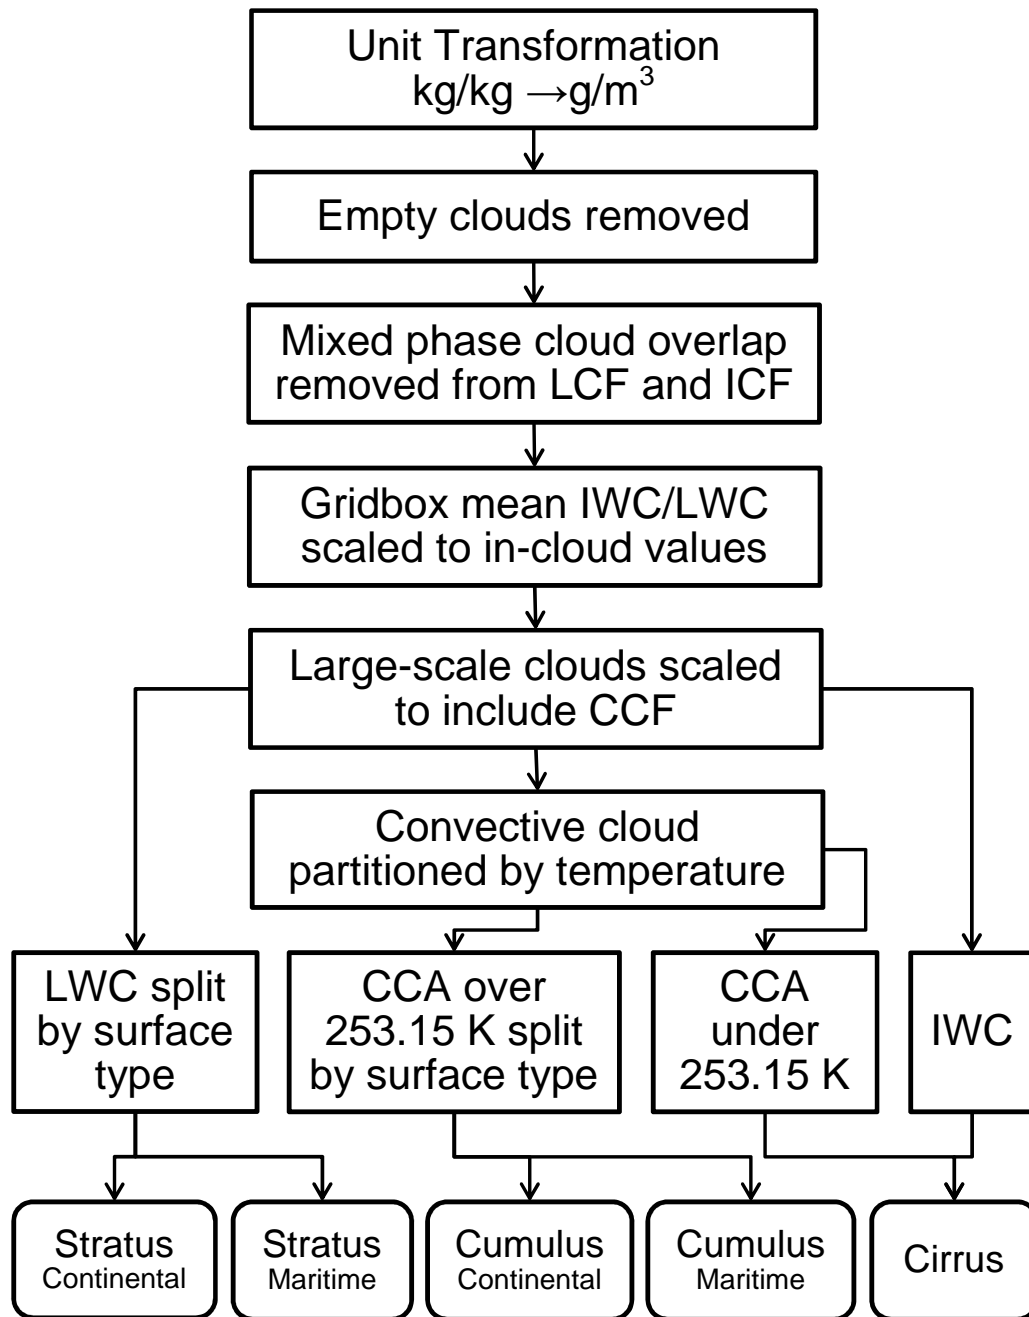 Unit Transformation
kg/kg →g/m³
Empty clouds removed
Mixed phase cloud overlap
removed from LCF and ICF
Gridbox mean IWC/LWC
scaled to in-cloud values
Large-scale clouds scaled
to include CCF
Convective cloud
partitioned by temperature
LWC split
by surface
type
CCA over
253.15 K split
by surface type
CCA
under
253.15 K
IWC
Stratus
Continental
Stratus
Maritime
Cumulus
Continental
Cumulus
Maritime
Cirrus